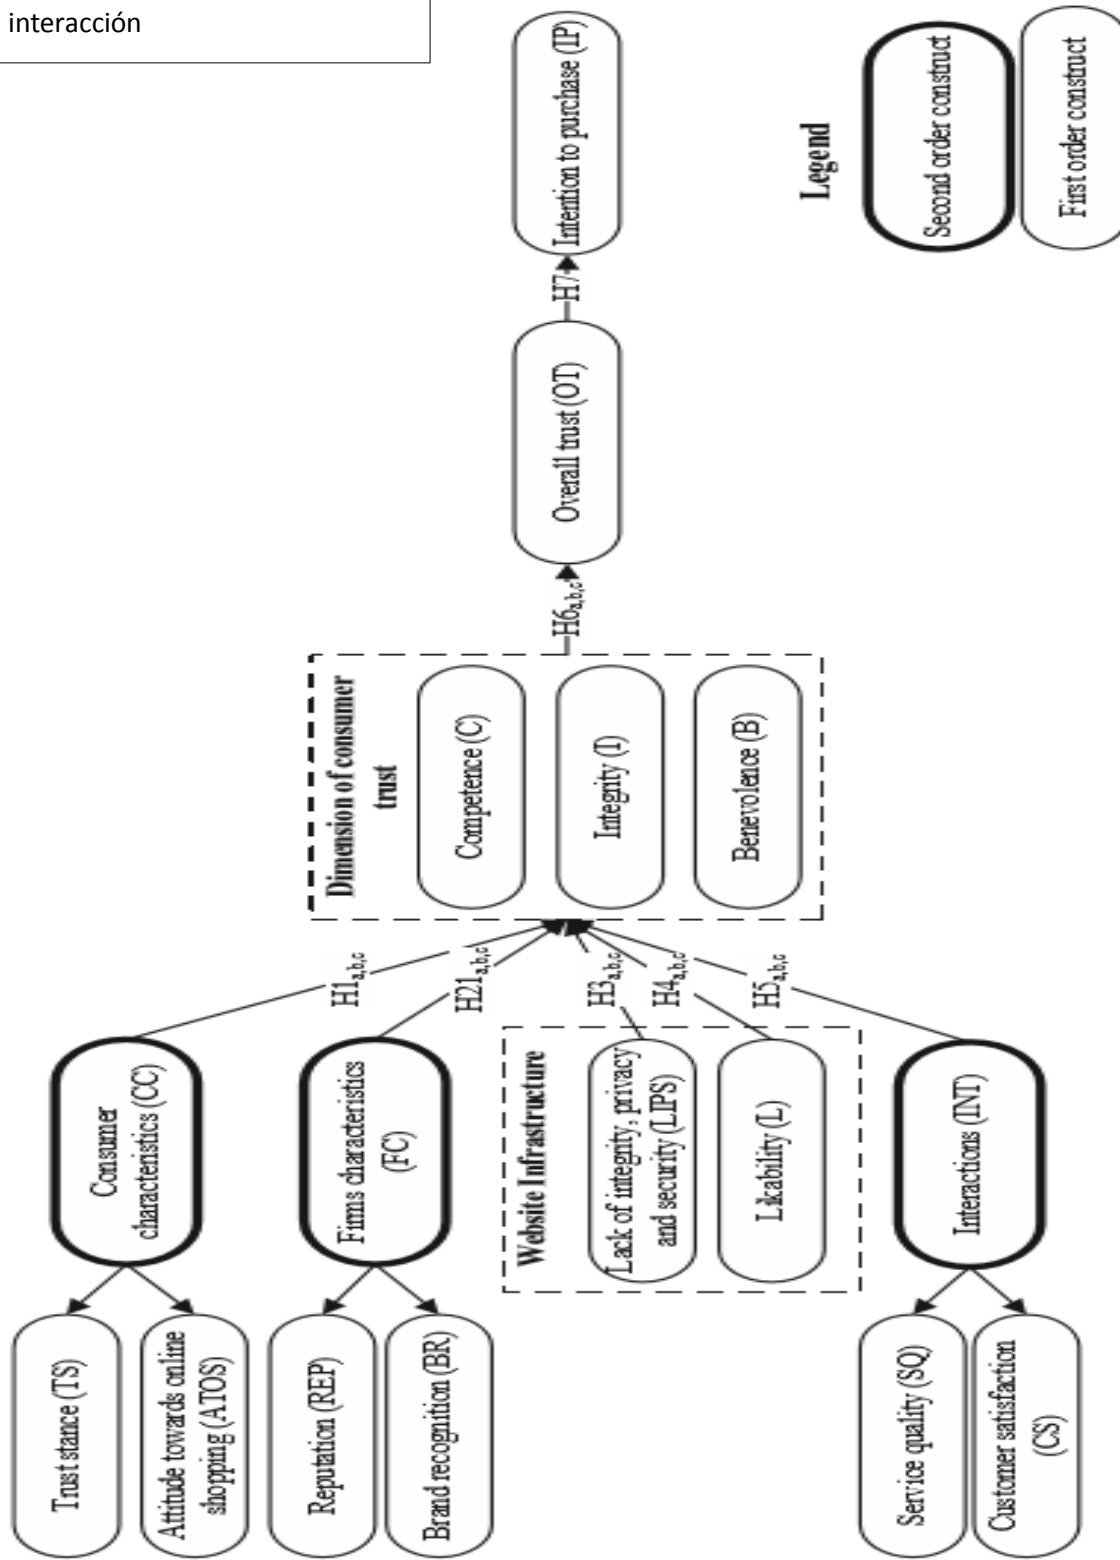 interacción
Trust stance (TS)
Attitude towards online
shopping (ATOS)
Reputation (REP)
Brand recognition (BR)
Service quality (SQ)
Customer satisfaction
(CS)
Consumer
characteristics (CC)
Firms characteristics
(FC)
Website Infrastructure
Lack of integrity, privacy
and security (LIPS)
Likability (L)
Interactions (INT)
H1a,b,c
H21a,b,c
H3a,b,c
H4a,b,c
H5a,b,c
Dimension of consumer
trust
Competence (C)
Integrity (I)
Benevolence (B)
H6a,b,c
Overall trust (OT)
H7
Intention to purchase (IP)
Legend
Second order construct
First order construct